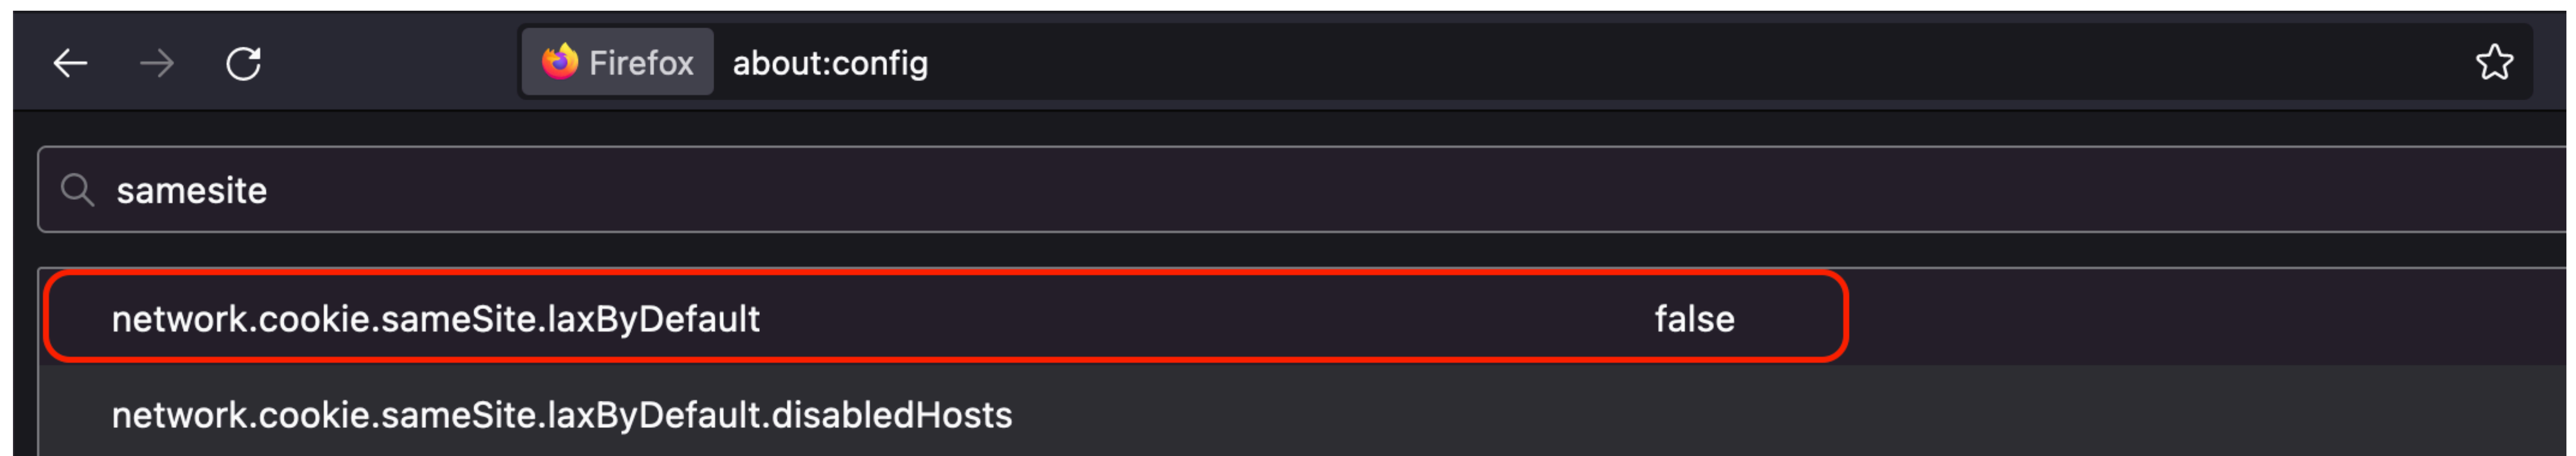 Firefox about:config
samesite
network.cookie.sameSite.laxByDefault false
network.cookie.sameSite.laxByDefault.disabledHosts